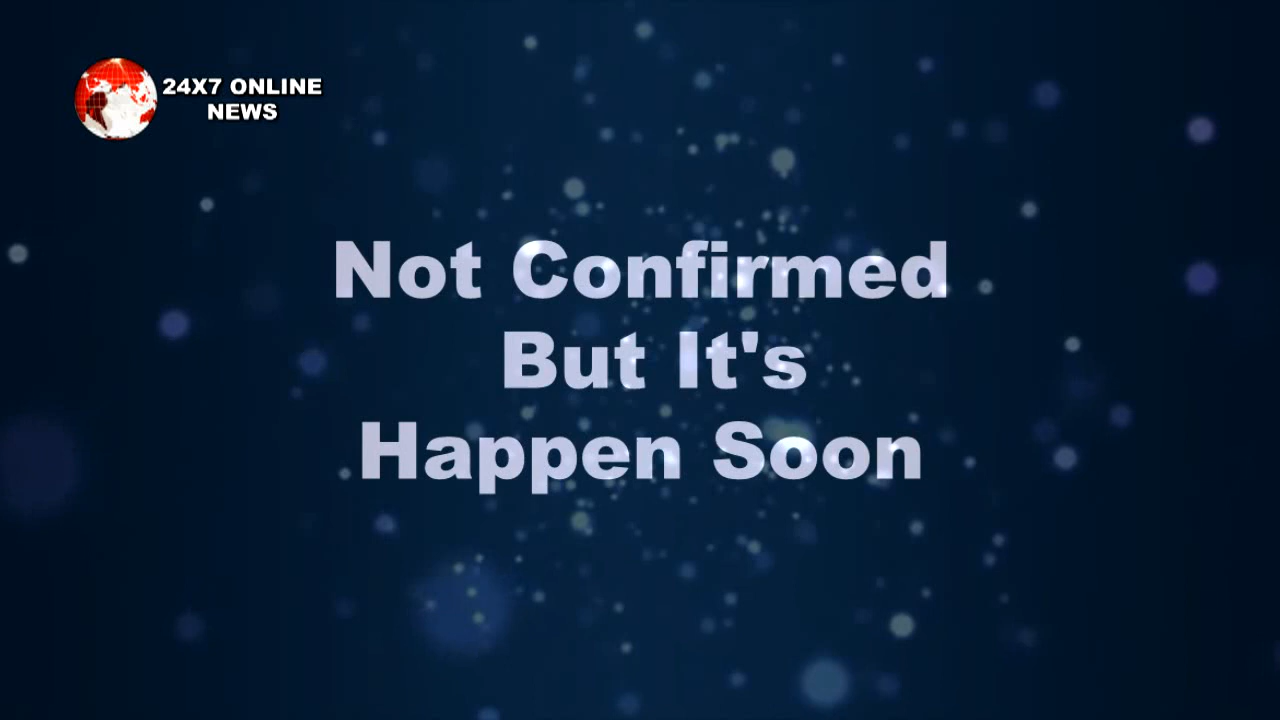 24X7 ONLINE
NEWS
Not Confirmed
But It's
Happen Soon